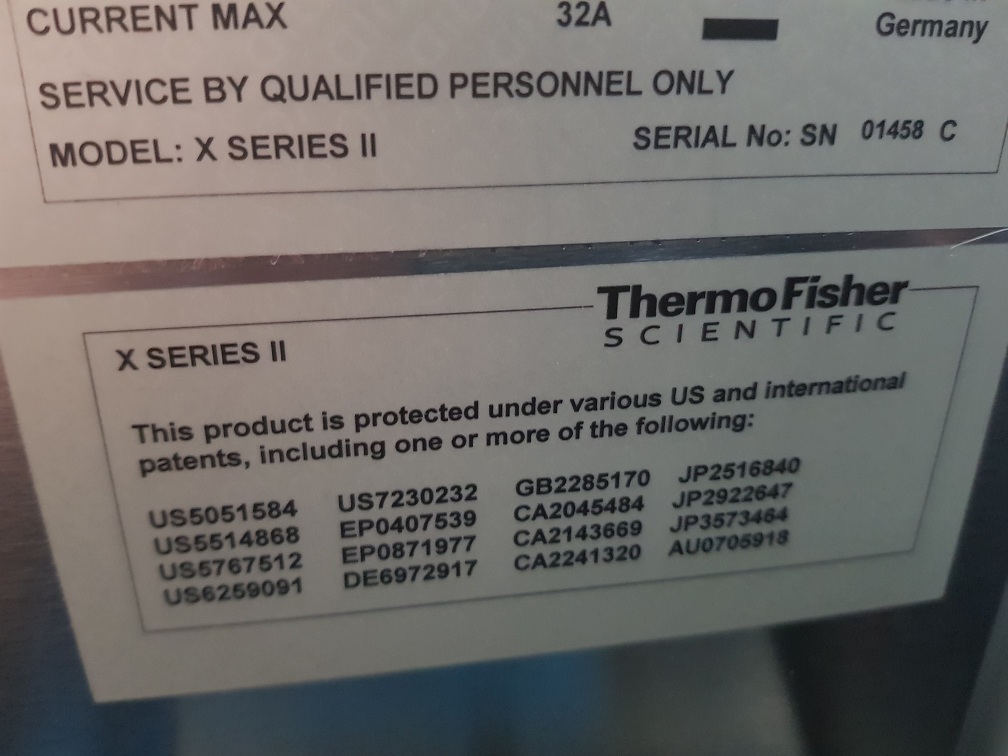 CURRENT MAX 32A
Germany
SERVICE BY QUALIFIED PERSONNEL ONLY
MODEL: X SERIES II SERIAL No: SN 01458 C
ThermoFisher
SCIENTIFIC
X SERIES II
This product is protected under various US and international
patents, including one or more of the following:
US5051584 US7230232 GB2285170 JP2516840
US5514868 EP0407539 CA2045484 JP2922647
US5767512 EP0871977 CA2143669 JP3573464
US6259091 DE6972917 CA2241320 AU0705918